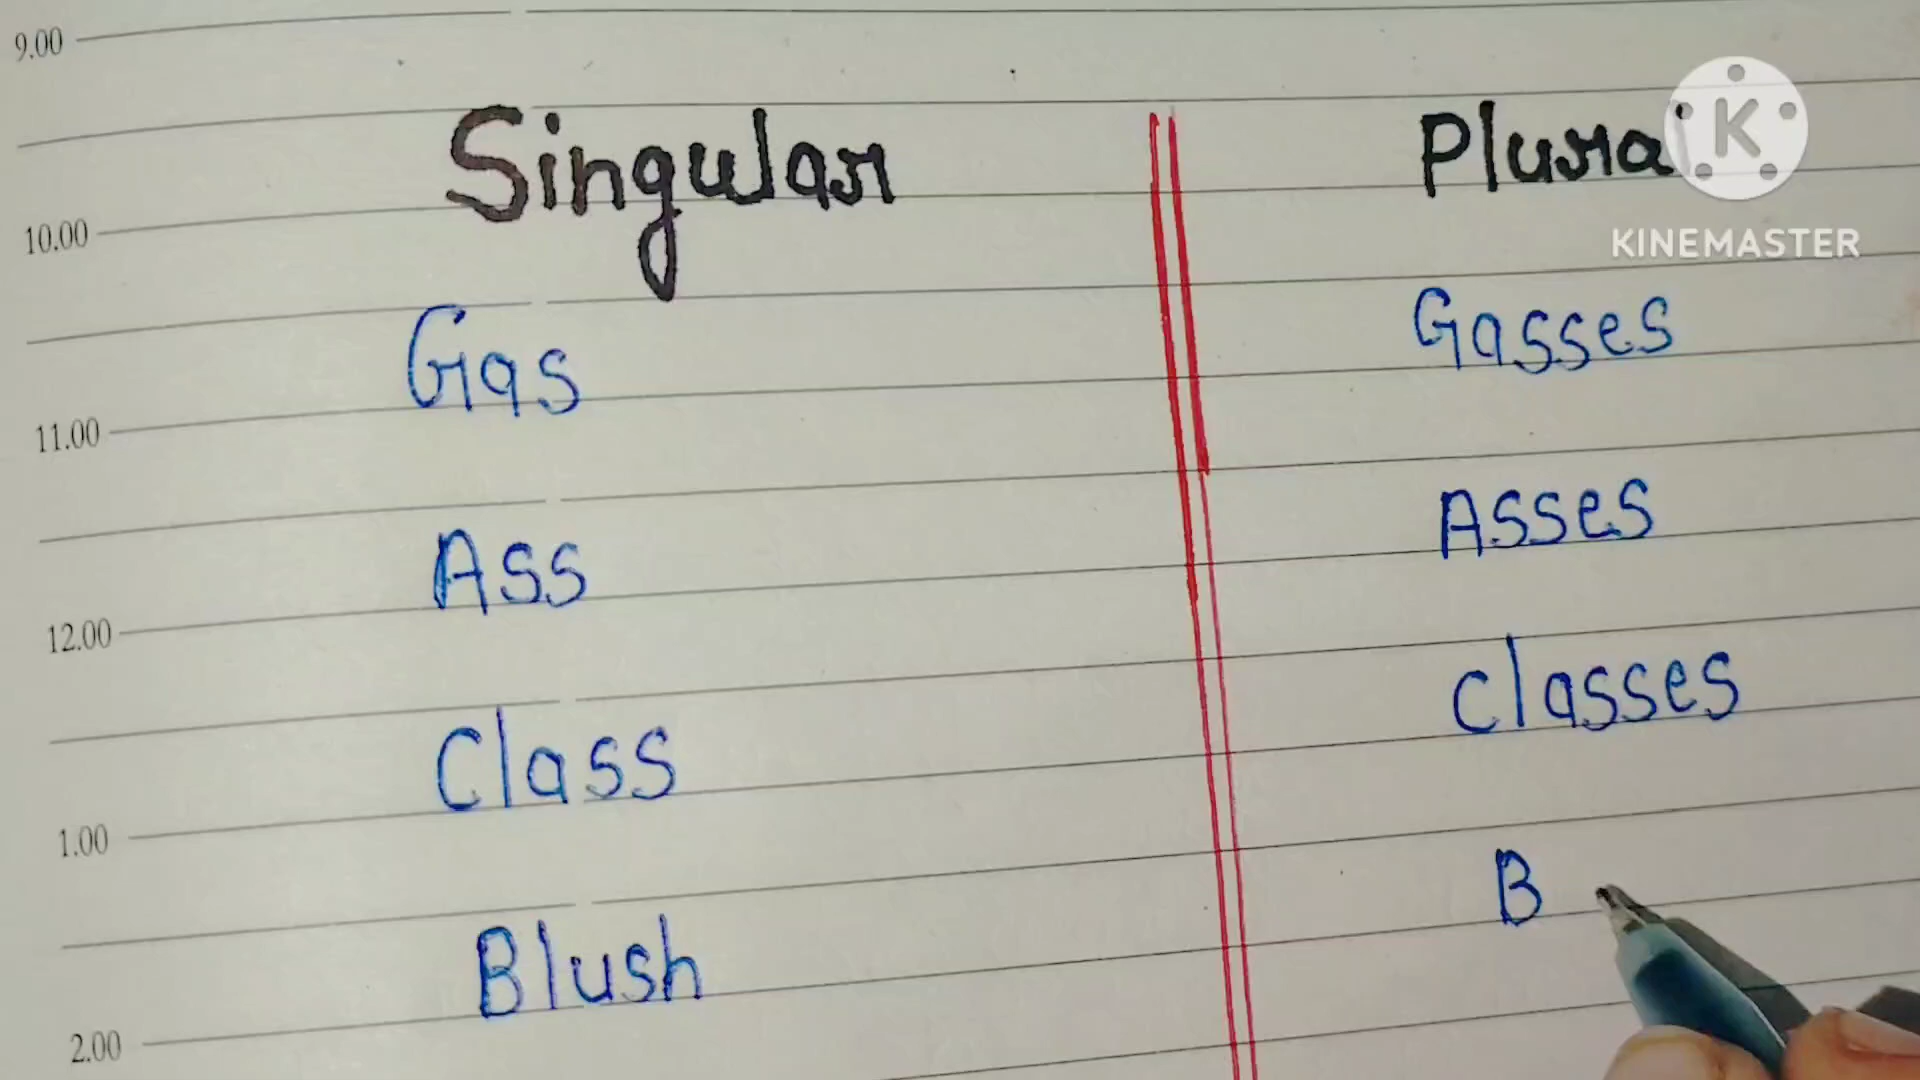 9.00
Singular Plural
KINEMASTER
10.00
Gas Gasses
11.00
Ass Asses
12.00
Class Classes
1.00
Blush B
2.00